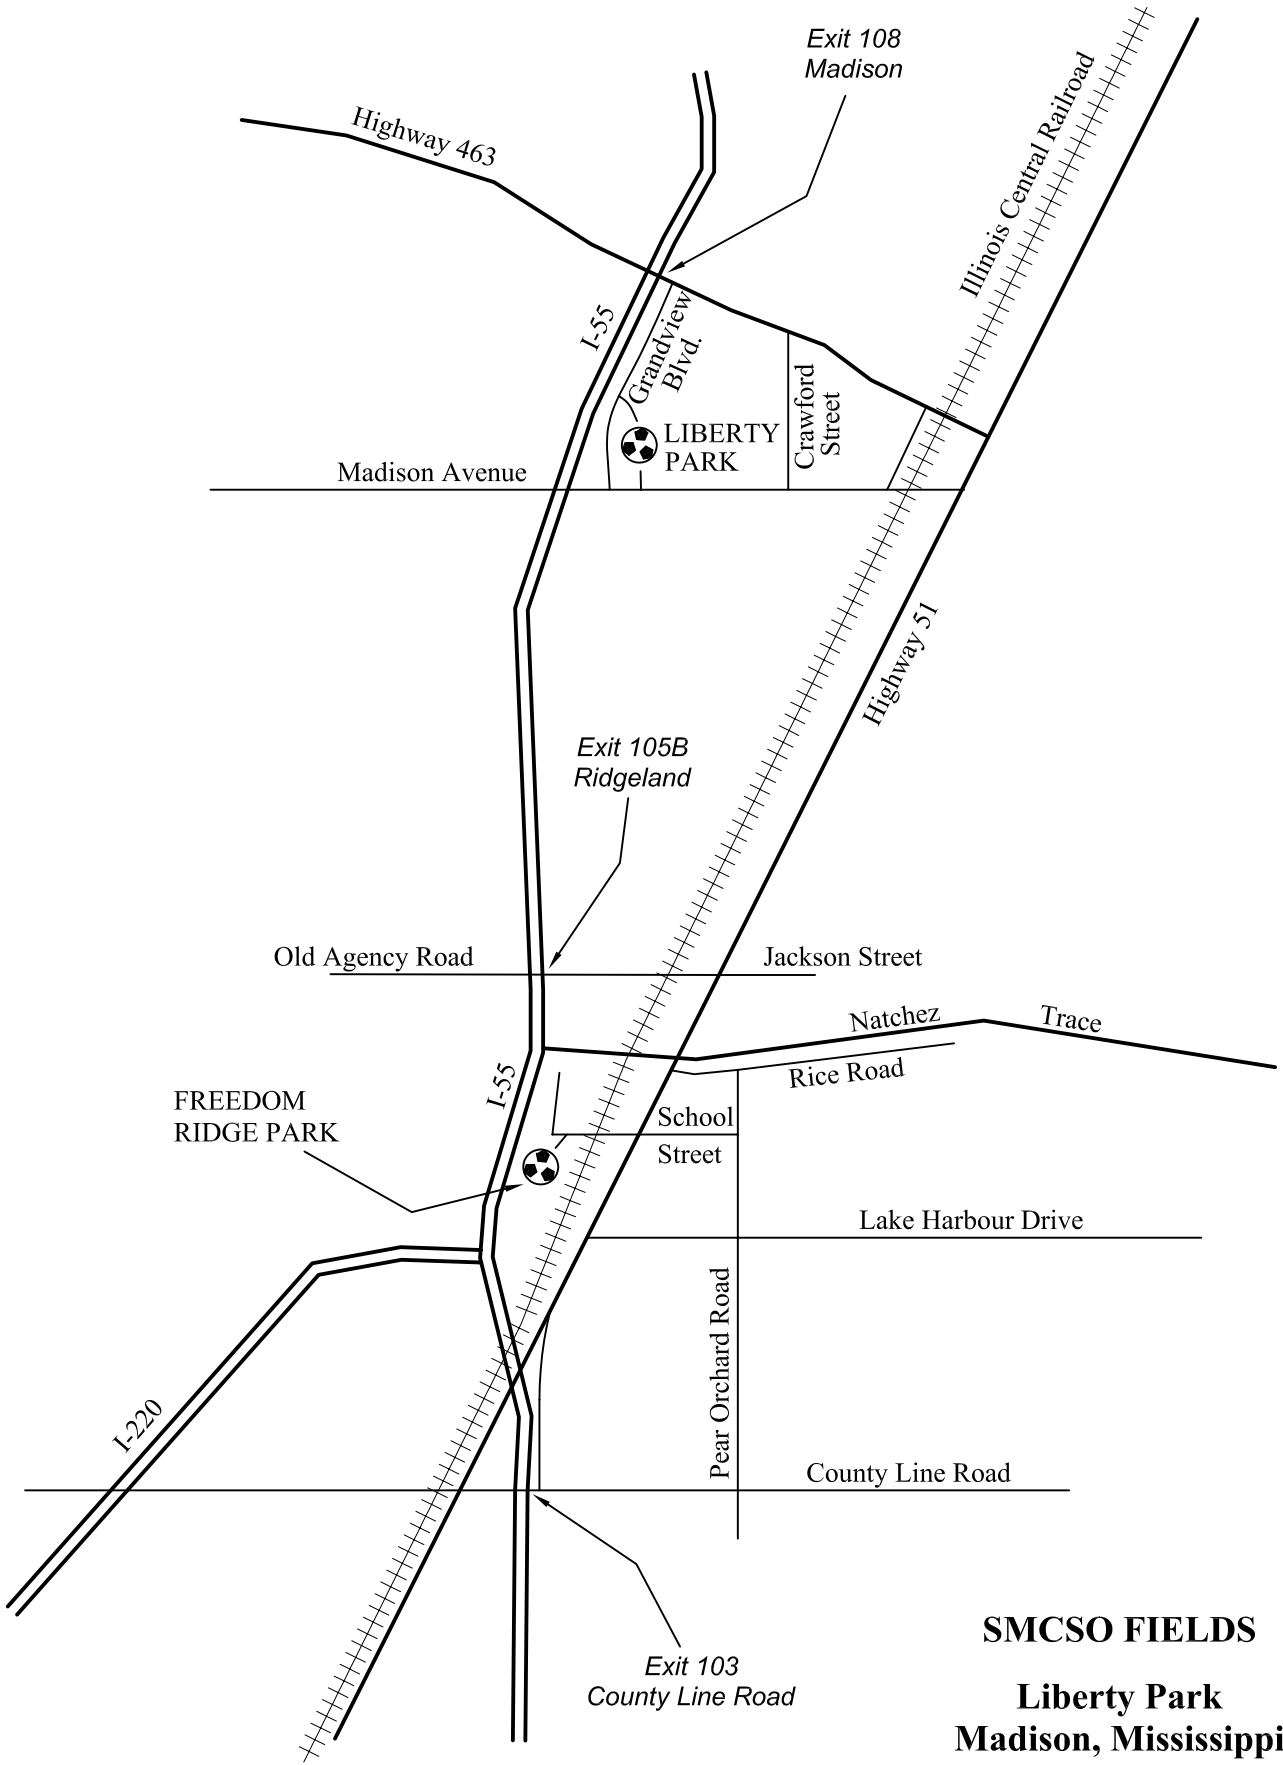 Exit 108
Madison
Highway 463
Illinois Central Railroad
I-55
Grandview
Blvd.
LIBERTY
PARK
Crawford
Street
Madison Avenue
Highway 51
Exit 105B
Ridgeland
Old Agency Road
Jackson Street
Natchez
Trace
Rice Road
I-55
FREEDOM
RIDGE PARK
School
Street
Lake Harbour Drive
Pear Orchard Road
I-220
County Line Road
Exit 103
County Line Road
SMCSO FIELDS
Liberty Park
Madison, Mississippi